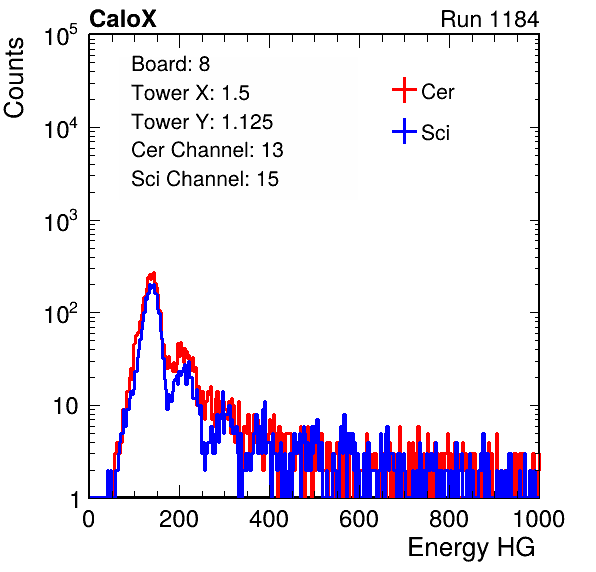 CaloX Run 1184
Counts
Board: 8
Tower X: 1.5
Tower Y: 1.125
Cer Channel: 13
Sci Channel: 15
Cer
Sci
10^5
10^4
10^3
10^2
10
1
0 200 400 600 800 1000
Energy HG